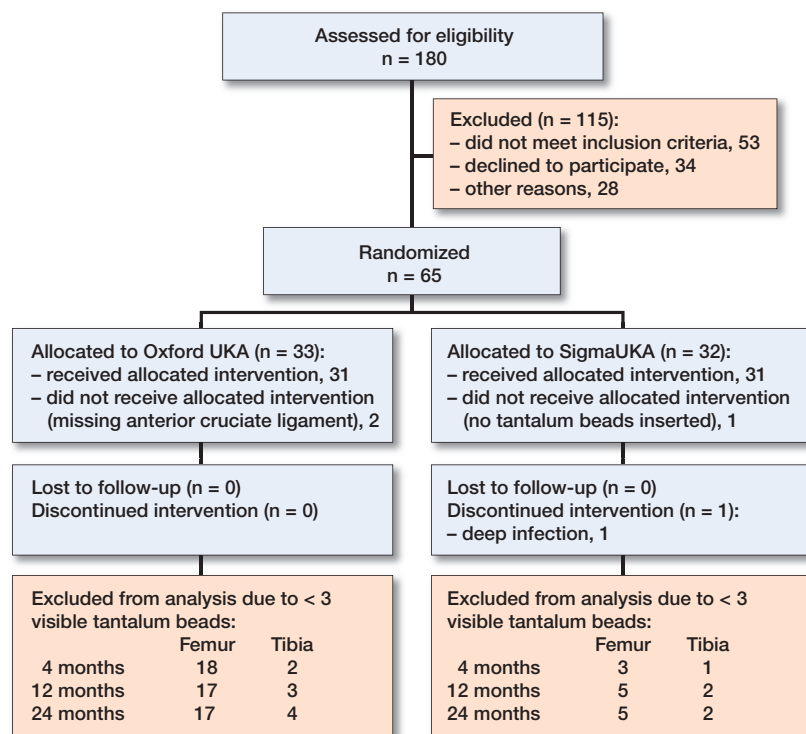 Assessed for eligibility
n = 180
Excluded (n = 115):
– did not meet inclusion criteria, 53
– declined to participate, 34
– other reasons, 28
Randomized
n = 65
Allocated to Oxford UKA (n = 33):
– received allocated intervention, 31
– did not receive allocated intervention
(missing anterior cruciate ligament), 2
Allocated to SigmaUKA (n = 32):
– received allocated intervention, 31
– did not receive allocated intervention
(no tantalum beads inserted), 1
Lost to follow-up (n = 0)
Discontinued intervention (n = 0)
Lost to follow-up (n = 0)
Discontinued intervention (n = 1):
– deep infection, 1
Excluded from analysis due to < 3
visible tantalum beads:
Femur Tibia
4 months 18 2
12 months 17 3
24 months 17 4
Excluded from analysis due to < 3
visible tantalum beads:
Femur Tibia
4 months 3 1
12 months 5 2
24 months 5 2